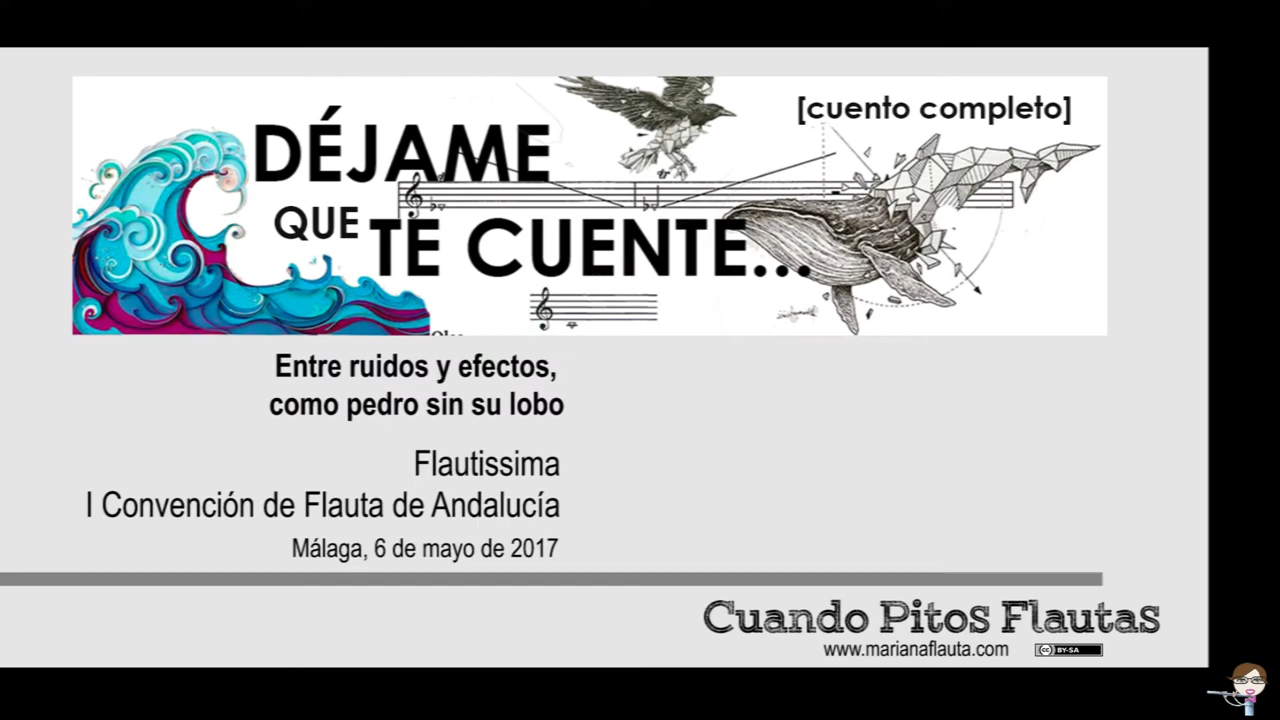 [cuento completo]
DÉJAME
QUE TE CUENTE...
Entre ruidos y efectos,
como pedro sin su lobo
Flautissima
I Convención de Flauta de Andalucía
Málaga, 6 de mayo de 2017
Cuando Pitos Flautas
www.marianaflauta.com
cc BY-SA